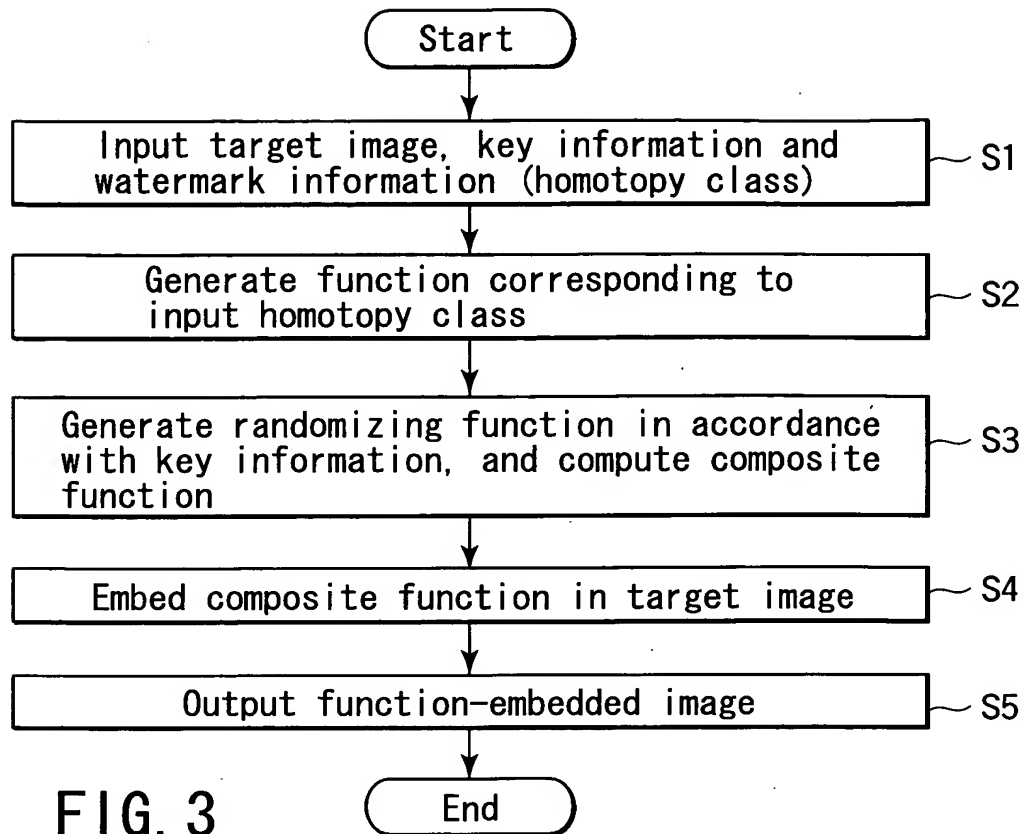 Start
Input target image, key information and
watermark information (homotopy class)
S1
Generate function corresponding to
input homotopy class
S2
Generate randomizing function in accordance
with key information, and compute composite
function
S3
Embed composite function in target image
S4
Output function-embedded image
S5
End
FIG. 3